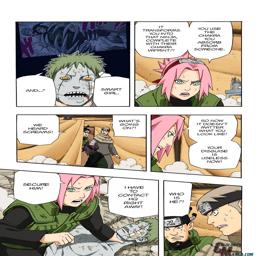 YOU USE
THE
CHAKRA
YOU
ABSORB
FROM
SOMEONE.
IT
TRANSFORMS
YOU INTO
THAT NINJA,
COMPLETE
WITH THEIR
CHAKRA
IMPRINT?!
SMART
GIRL.
AND...?
SO NOW
IT DOESN'T
MATTER
WHAT YOU
LOOK LIKE!
YOUR
DISGUISE
IS
USELESS
NOW!
WHAT'S
GOING
ON?!
WE
HEARD
SCREAMS!
WHO
IS
HE?!
I HAVE
TO
CONTACT
HQ
RIGHT
AWAY!
SECURE
HIM!